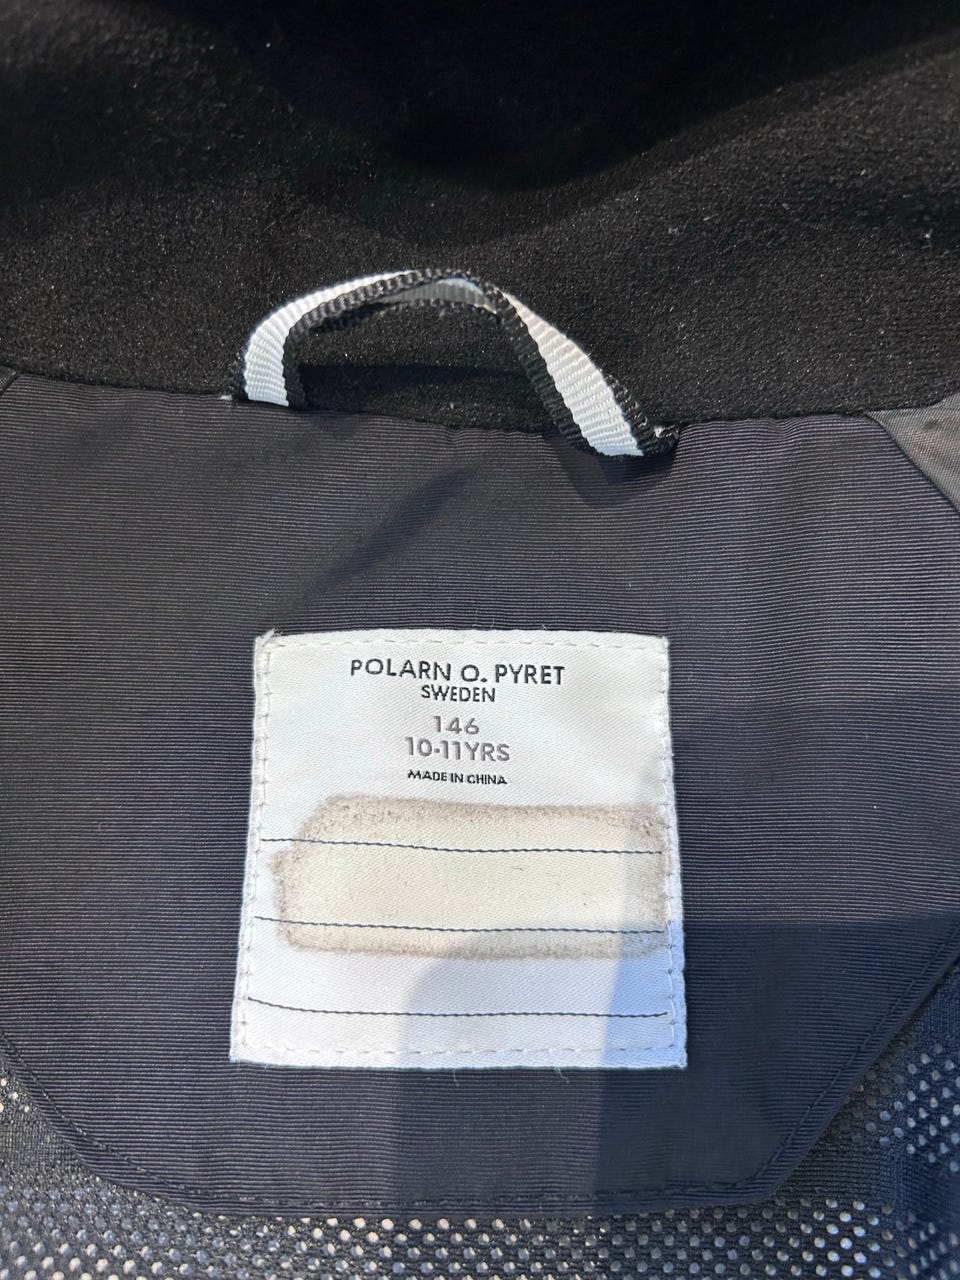 POLARN O. PYRET
SWEDEN
146
10-11YRS
MADE IN CHINA